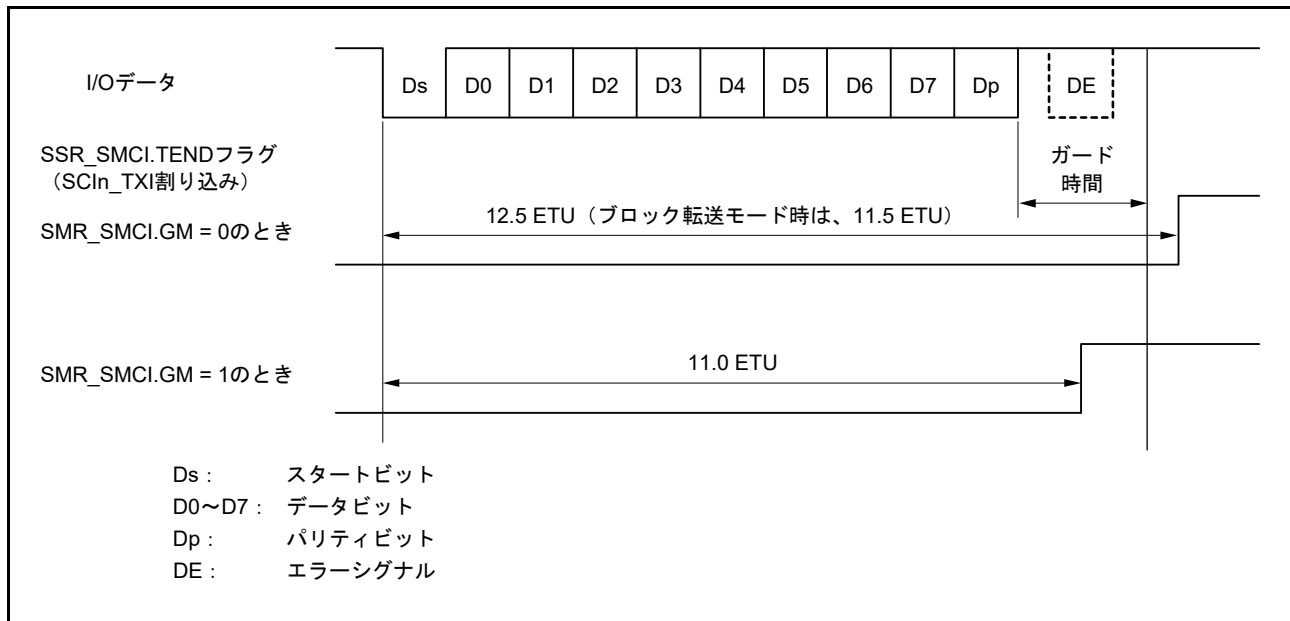 I/Oデータ
Ds D0 D1 D2 D3 D4 D5 D6 D7 Dp DE
SSR_SMCI.TENDフラグ
（SCIn_TXI割り込み）
ガード
時間
12.5 ETU（ブロック転送モード時は、11.5 ETU）
SMR_SMCI.GM = 0のとき
11.0 ETU
SMR_SMCI.GM = 1のとき
Ds： スタートビット
D0～D7： データビット
Dp： パリティビット
DE： エラーシグナル